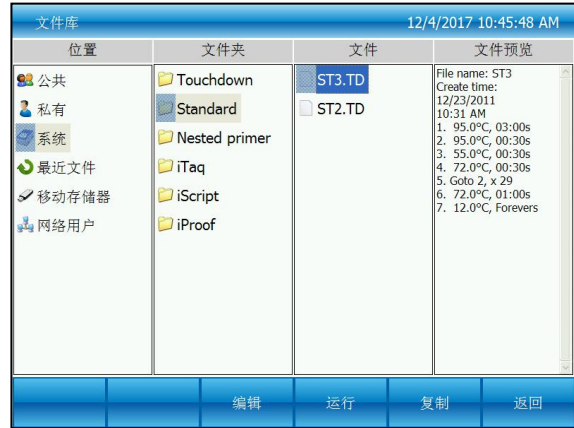 文件库 12/4/2017 10:45:48 AM
位置 文件夹 文件 文件预览
公共
私有
系统
最近文件
移动存储器
网络用户
Touchdown
Standard
Nested primer
iTaq
iScript
iProof
ST3.TD
ST2.TD
File name: ST3
Create time:
12/23/2011
10:31 AM
1. 95.0°C, 03:00s
2. 95.0°C, 00:30s
3. 55.0°C, 00:30s
4. 72.0°C, 00:30s
5. Goto 2, x 29
6. 72.0°C, 01:00s
7. 12.0°C, Forevers
编辑 运行 复制 返回